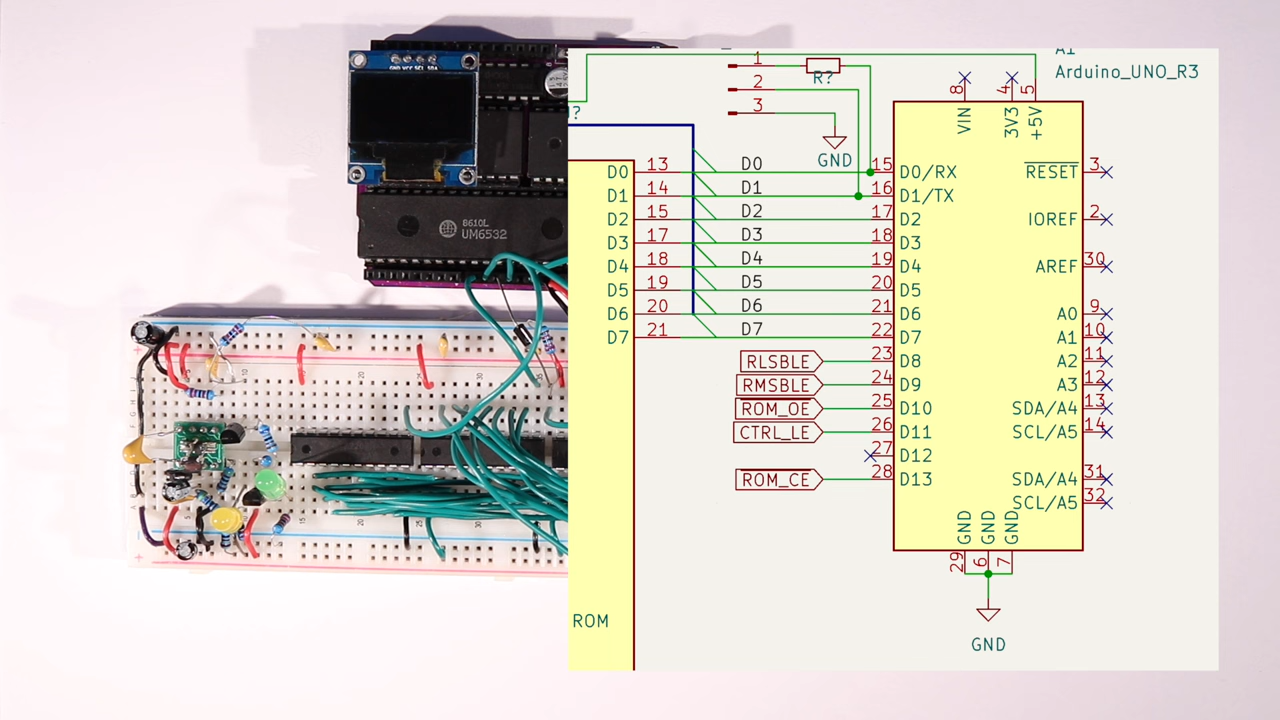 GND VCC SCL SDA
8610L
UM6532
A1
Arduino_UNO_R3
1
R?
2
3
GND
8
4
5
VIN
3V3
+5V
?
D0
13
D0
15
D0/RX
RESET
3
D1
14
D1
16
D1/TX
D2
15
D2
17
D2
IOREF
2
D3
17
D3
18
D3
D4
18
D4
19
D4
AREF
30
D5
19
D5
20
D5
D6
20
D6
21
D6
A0
9
D7
21
D7
22
D7
A1
10
RLSBLE
23
D8
A2
11
RMSBLE
24
D9
A3
12
ROM_OE
25
D10
SDA/A4
13
CTRL_LE
26
D11
SCL/A5
14
27
D12
ROM_CE
28
D13
SDA/A4
31
SCL/A5
32
GND
GND
GND
29
6
7
ROM
GND